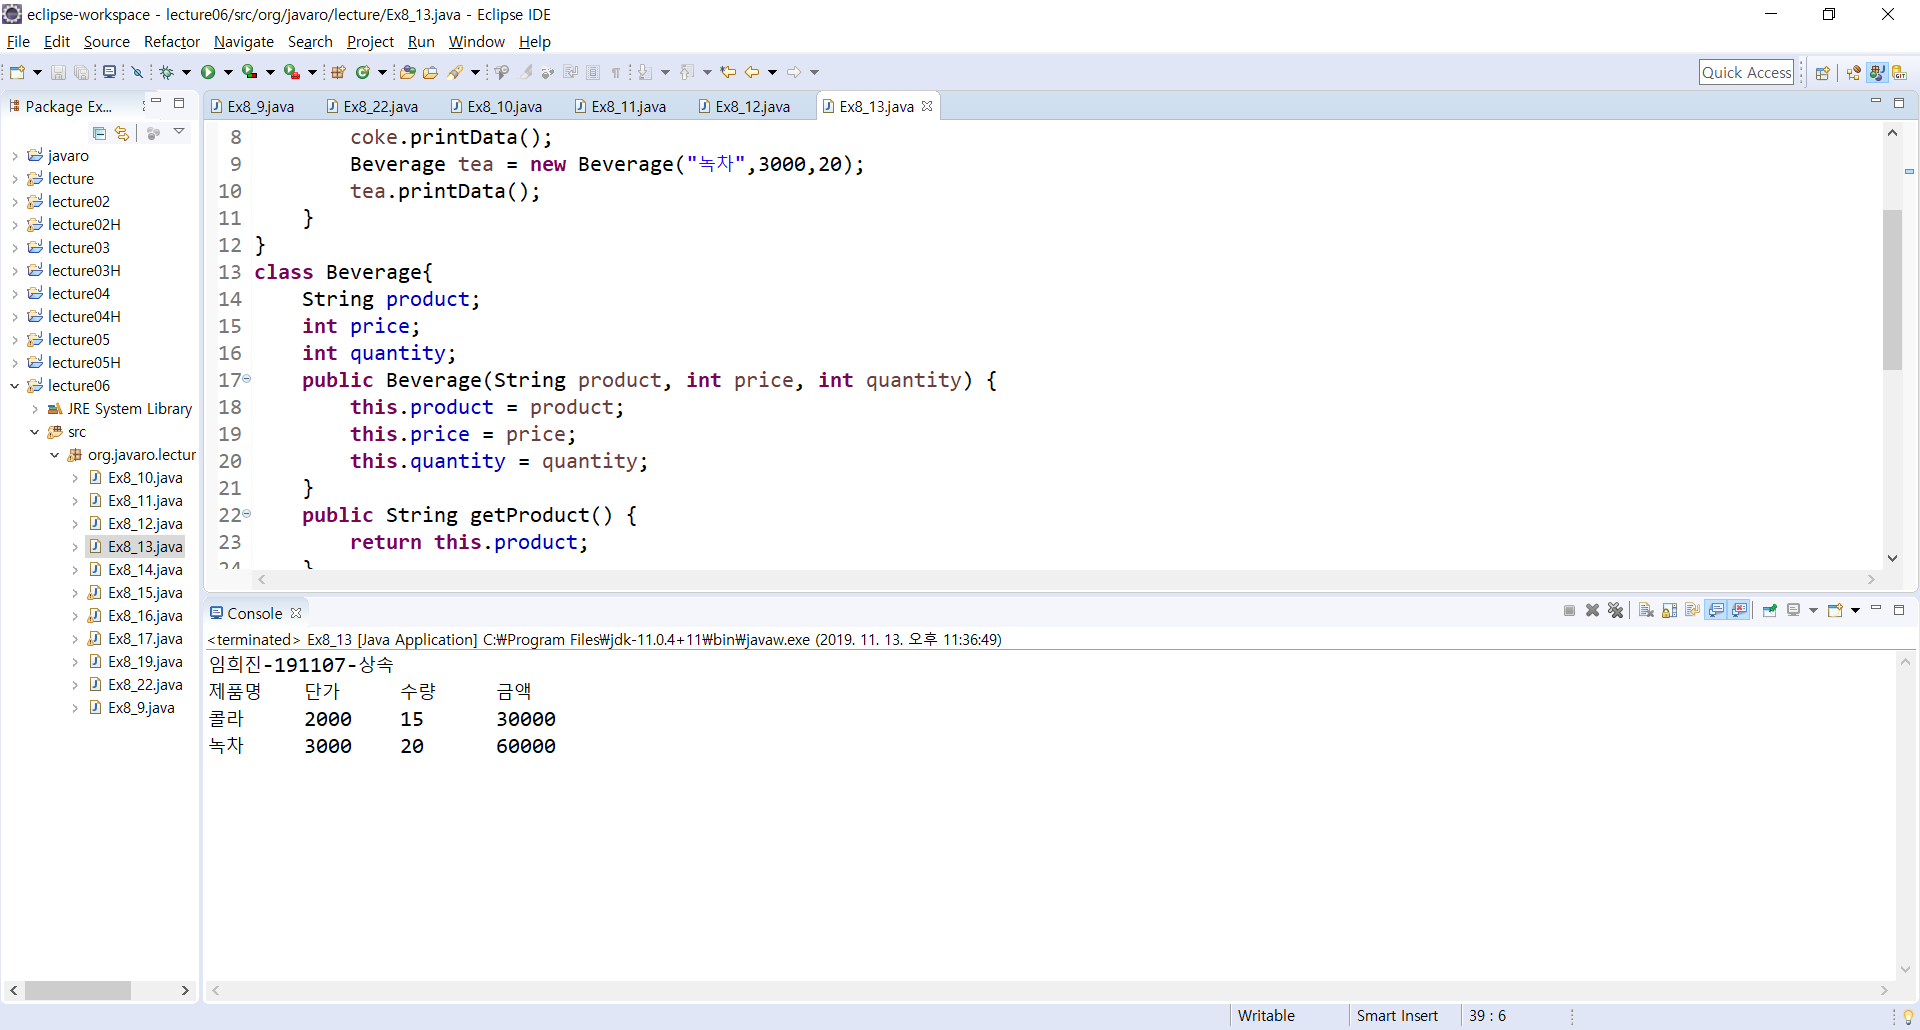 eclipse-workspace - lecture06/src/org/javaro/lecture/Ex8_13.java - Eclipse IDE
File Edit Source Refactor Navigate Search Project Run Window Help
Quick Access
Package Ex...
Ex8_9.java Ex8_22.java Ex8_10.java Ex8_11.java Ex8_12.java Ex8_13.java
javaro
lecture
lecture02
lecture02H
lecture03
lecture03H
lecture04
lecture04H
lecture05
lecture05H
lecture06
JRE System Library
src
org.javaro.lectur
Ex8_10.java
Ex8_11.java
Ex8_12.java
Ex8_13.java
Ex8_14.java
Ex8_15.java
Ex8_16.java
Ex8_17.java
Ex8_19.java
Ex8_22.java
Ex8_9.java
8 coke.printData();
9 Beverage tea = new Beverage("녹차",3000,20);
10 tea.printData();
11 }
12 }
13 class Beverage{
14 String product;
15 int price;
16 int quantity;
17 public Beverage(String product, int price, int quantity) {
18 this.product = product;
19 this.price = price;
20 this.quantity = quantity;
21 }
22 public String getProduct() {
23 return this.product;
24 }
Console
<terminated> Ex8_13 [Java Application] C:₩Program Files₩jdk-11.0.4+11₩bin₩javaw.exe (2019. 11. 13. 오후 11:36:49)
임희진-191107-상속
제품명 단가 수량 금액
콜라 2000 15 30000
녹차 3000 20 60000
Writable Smart Insert 39 : 6